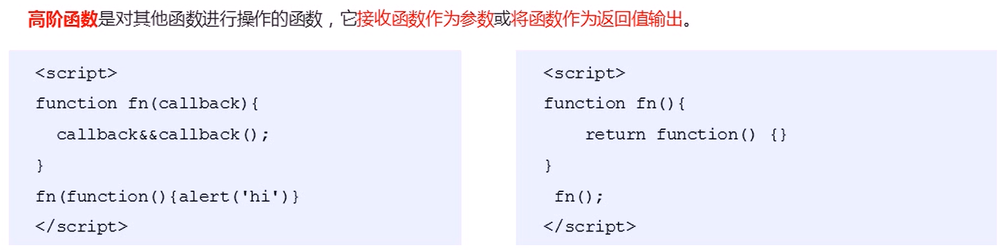 高阶函数是对其他函数进行操作的函数，它接收函数作为参数或将函数作为返回值输出。
<script>
function fn(callback){
  callback&&callback();
}
fn(function(){alert('hi')}
</script>
<script>
function fn(){
    return function() {}
}
 fn();
</script>